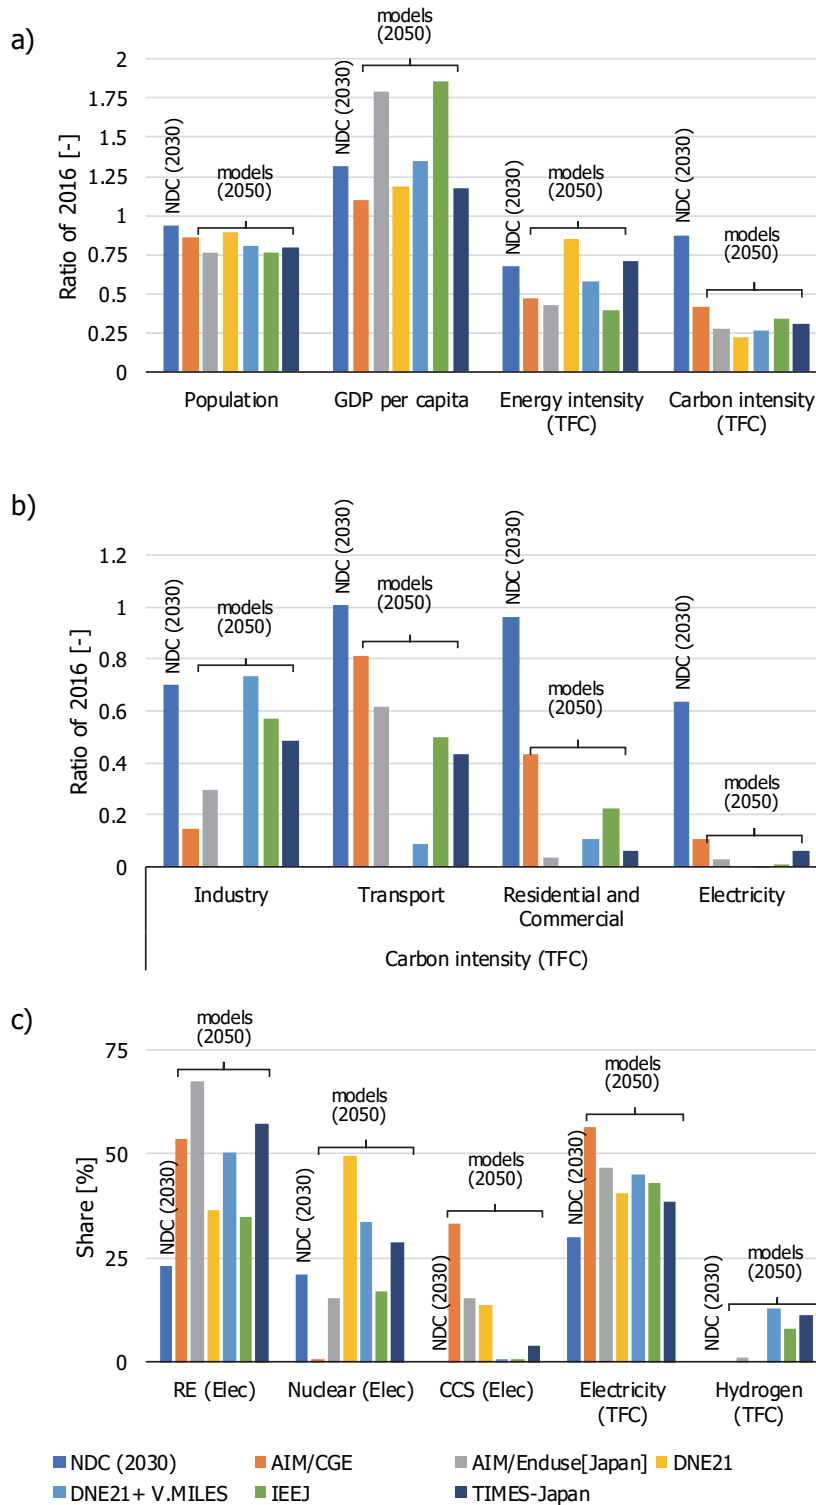 a)
models
(2050)
2
1.75
1.5
1.25
1
0.75
0.5
0.25
0
Ratio of 2016 [-]
NDC (2030)
models
(2050)
NDC (2030)
NDC (2030)
models
(2050)
NDC (2030)
models
(2050)
Population
GDP per capita
Energy intensity
(TFC)
Carbon intensity
(TFC)
b)
1.2
1
0.8
0.6
0.4
0.2
0
Ratio of 2016 [-]
NDC (2030)
models
(2050)
NDC (2030)
models
(2050)
NDC (2030)
models
(2050)
NDC (2030)
models
(2050)
Industry
Transport
Residential and
Commercial
Electricity
Carbon intensity (TFC)
c)
75
50
25
0
Share [%]
NDC (2030)
models
(2050)
NDC (2030)
models
(2050)
NDC (2030)
models
(2050)
NDC (2030)
models
(2050)
NDC (2030)
models
(2050)
RE (Elec)
Nuclear (Elec)
CCS (Elec)
Electricity
(TFC)
Hydrogen
(TFC)
NDC (2030)
AIM/CGE
AIM/Enduse[Japan]
DNE21
DNE21+ V.MILES
IEEJ
TIMES-Japan